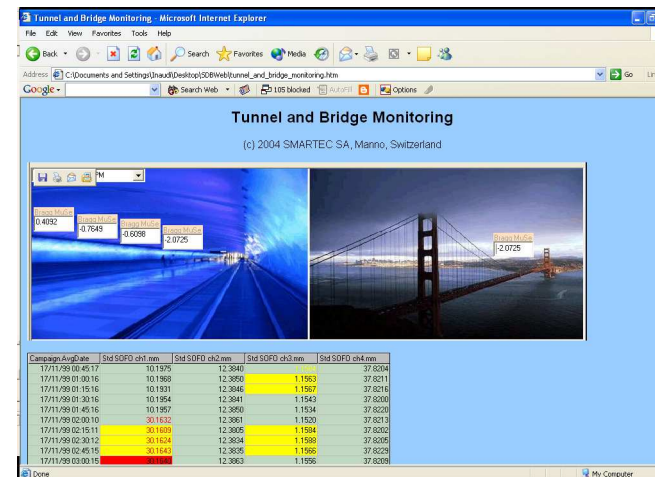 Tunnel and Bridge Monitoring - Microsoft Internet Explorer
File Edit View Favorites Tools Help
Back Search Favorites Media
Address C:\Documents and Settings\Inaudi\Desktop\SDBWeb\tunnel_and_bridge_monitoring.htm Go
Google Search Web 105 blocked AutoFill Options
Tunnel and Bridge Monitoring
(c) 2004 SMARTEC SA, Manno, Switzerland
Bragg MuSe
0.4092
Bragg MuSe
-0.7649
Bragg MuSe
-0.6098
Bragg MuSe
-2.0725
Bragg MuSe
-2.0725
Campaign.AvgDate Std SOFO ch1.mm Std SOFO ch2.mm Std SOFO ch3.mm Std SOFO ch4.mm
17/11/99 00:45:17 10.1975 12.3840 37.8204
17/11/99 01:00:16 10.1968 12.3850 1.1563 37.8211
17/11/99 01:15:16 10.1931 12.3846 1.1567 37.8216
17/11/99 01:30:16 10.1954 12.3841 1.1543 37.8200
17/11/99 01:45:16 10.1957 12.3850 1.1534 37.8220
17/11/99 02:00:10 30.1632 12.3861 1.1520 37.8213
17/11/99 02:15:11 30.1609 12.3805 1.1584 37.8202
17/11/99 02:30:12 30.1624 12.3834 1.1588 37.8205
17/11/99 02:45:15 30.1643 12.3835 1.1566 37.8229
17/11/99 03:00:15 30.1643 12.3863 1.1556 37.8209
Done My Computer